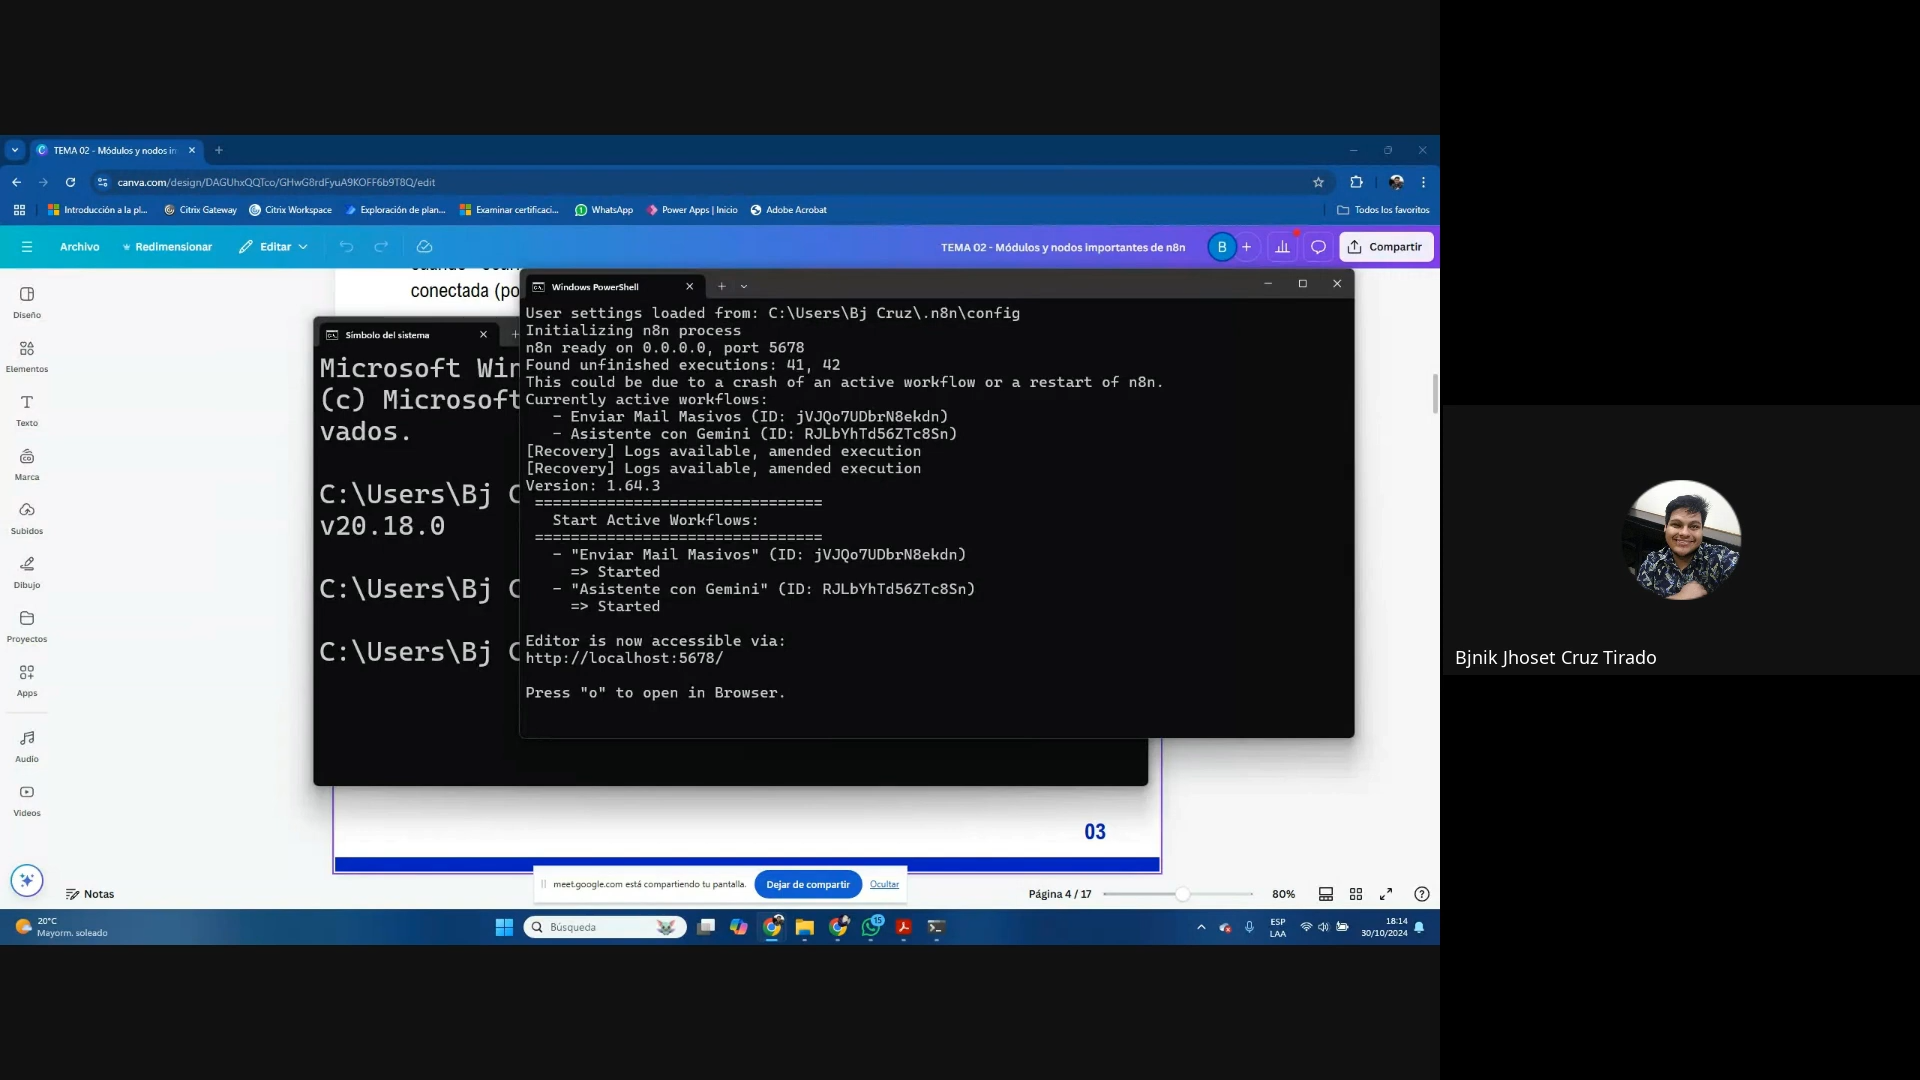 TEMA 02 - Módulos y nodos in
canva.com/design/DAGUhxQQTco/GHwG8rdFyuA9KOFF6b9T8Q/edit
Introducción a la pl...
Citrix Gateway
Citrix Workspace
Exploración de plan...
Examinar certificaci...
WhatsApp
Power Apps | Inicio
Adobe Acrobat
Todos los favoritos
Archivo
Redimensionar
Editar
TEMA 02 - Módulos y nodos importantes de n8n
B
Compartir
Diseño
Elementos
Texto
Marca
Subidos
Dibujo
Proyectos
Apps
Audio
Videos
conectada (po
Símbolo del sistema
Microsoft Win
(c) Microsoft
vados.
C:\Users\Bj C
v20.18.0
C:\Users\Bj C
C:\Users\Bj C
Windows PowerShell
User settings loaded from: C:\Users\Bj Cruz\.n8n\config
Initializing n8n process
n8n ready on 0.0.0.0, port 5678
Found unfinished executions: 41, 42
This could be due to a crash of an active workflow or a restart of n8n.
Currently active workflows:
- Enviar Mail Masivos (ID: jVJQo7UDbrN8ekdn)
- Asistente con Gemini (ID: RJLbYhTd56ZTc8Sn)
[Recovery] Logs available, amended execution
[Recovery] Logs available, amended execution
Version: 1.64.3
================================
Start Active Workflows:
================================
- "Enviar Mail Masivos" (ID: jVJQo7UDbrN8ekdn)
=> Started
- "Asistente con Gemini" (ID: RJLbYhTd56ZTc8Sn)
=> Started
Editor is now accessible via:
http://localhost:5678/
Press "o" to open in Browser.
03
meet.google.com está compartiendo tu pantalla.
Dejar de compartir
Ocultar
Notas
Página 4 / 17
80%
20°C
Mayorm. soleado
Búsqueda
15
ESP
LAA
18:14
30/10/2024
Bjnik Jhoset Cruz Tirado